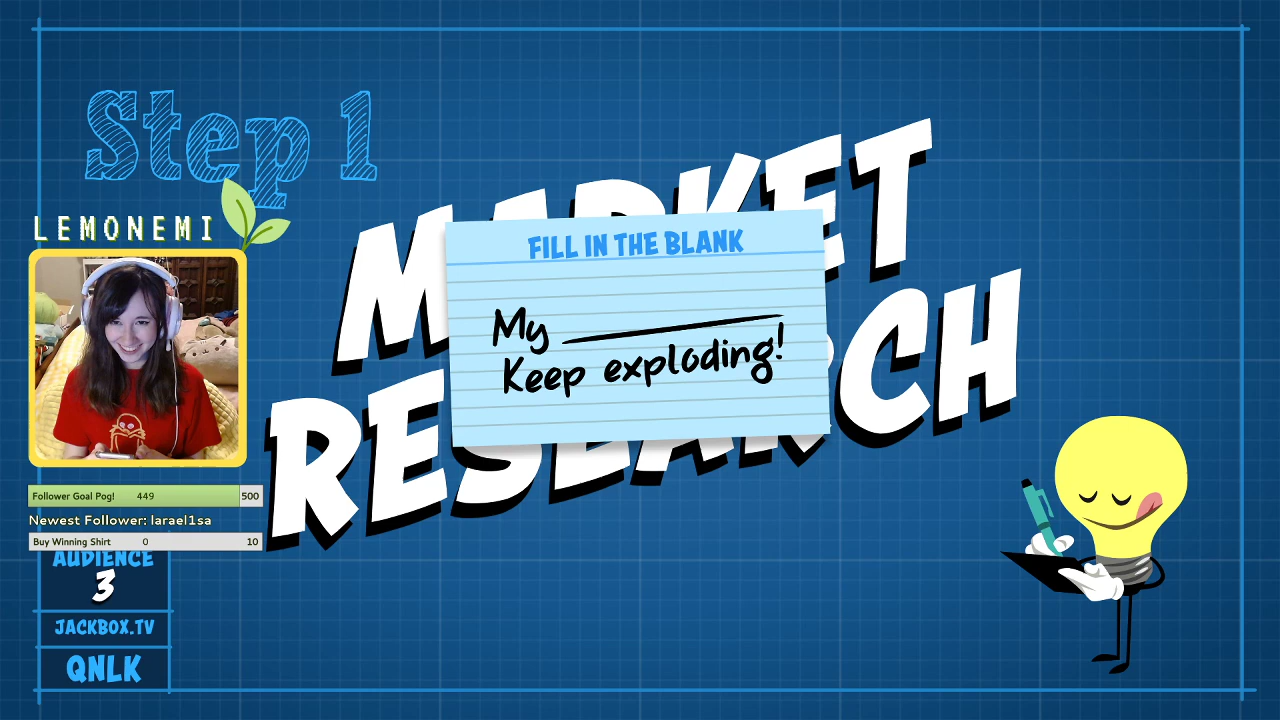 Step 1
MARKET
RESEARCH
FILL IN THE BLANK
My ________
Keep exploding!
LEMONEMI
Follower Goal Pog! 449 500
Newest Follower: larael1sa
Buy Winning Shirt 0 10
AUDIENCE
3
JACKBOX.TV
QNLK